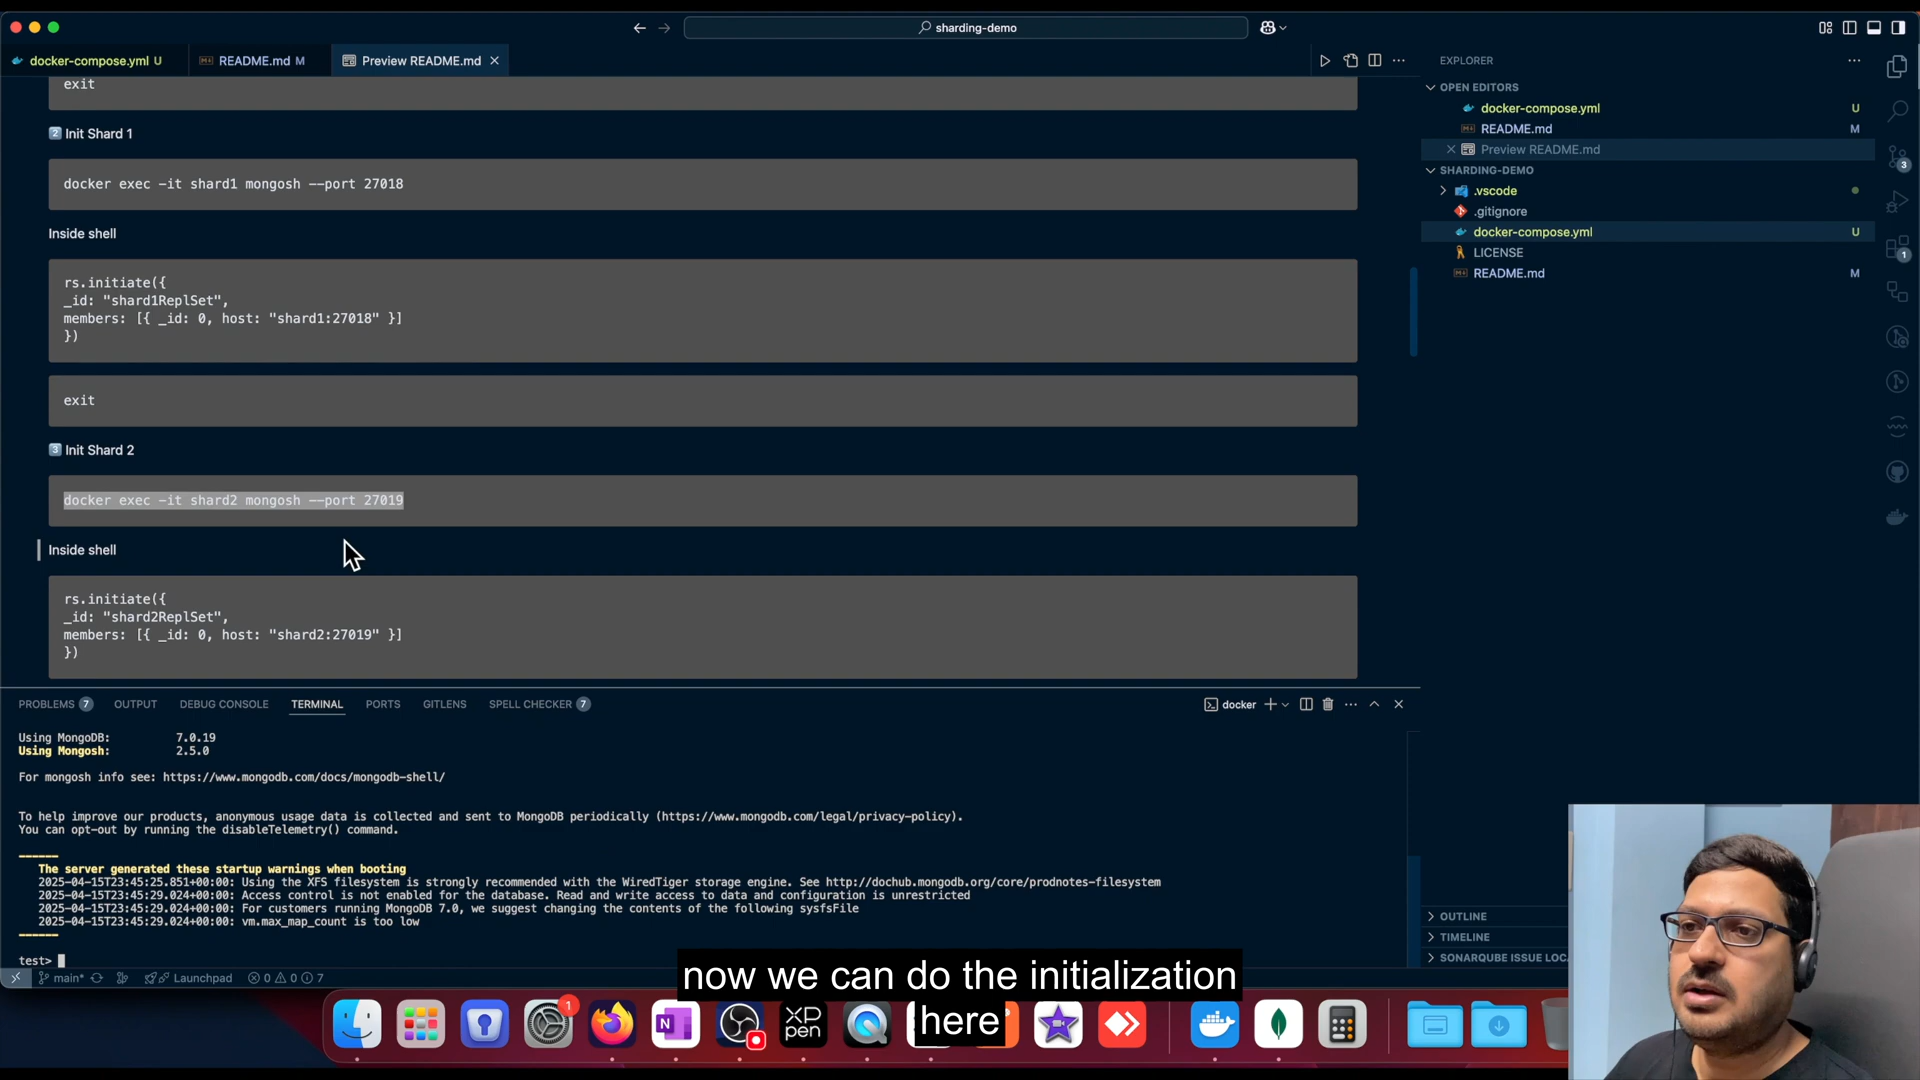 sharding-demo
docker-compose.yml U
README.md M
Preview README.md
exit
2 Init Shard 1
docker exec -it shard1 mongosh --port 27018
Inside shell
rs.initiate({
_id: "shard1ReplSet",
members: [{ _id: 0, host: "shard1:27018" }]
})
exit
3 Init Shard 2
docker exec -it shard2 mongosh --port 27019
Inside shell
rs.initiate({
_id: "shard2ReplSet",
members: [{ _id: 0, host: "shard2:27019" }]
})
EXPLORER
OPEN EDITORS
docker-compose.yml U
README.md M
Preview README.md
SHARDING-DEMO
.vscode
.gitignore
docker-compose.yml U
LICENSE
README.md M
3
1
PROBLEMS 7 OUTPUT DEBUG CONSOLE TERMINAL PORTS GITLENS SPELL CHECKER 7
docker
Using MongoDB: 7.0.19
Using Mongosh: 2.5.0
For mongosh info see: https://www.mongodb.com/docs/mongodb-shell/
To help improve our products, anonymous usage data is collected and sent to MongoDB periodically (https://www.mongodb.com/legal/privacy-policy).
You can opt-out by running the disableTelemetry() command.
------
The server generated these startup warnings when booting
2025-04-15T23:45:25.851+00:00: Using the XFS filesystem is strongly recommended with the WiredTiger storage engine. See http://dochub.mongodb.org/core/prodnotes-filesystem
2025-04-15T23:45:29.024+00:00: Access control is not enabled for the database. Read and write access to data and configuration is unrestricted
2025-04-15T23:45:29.024+00:00: For customers running MongoDB 7.0, we suggest changing the contents of the following sysfsFile
2025-04-15T23:45:29.024+00:00: vm.max_map_count is too low
------
test>
OUTLINE
TIMELINE
SONARQUBE ISSUE LOCA
main* Launchpad 0 0 7
now we can do the initialization
here
1
N
XP
pen